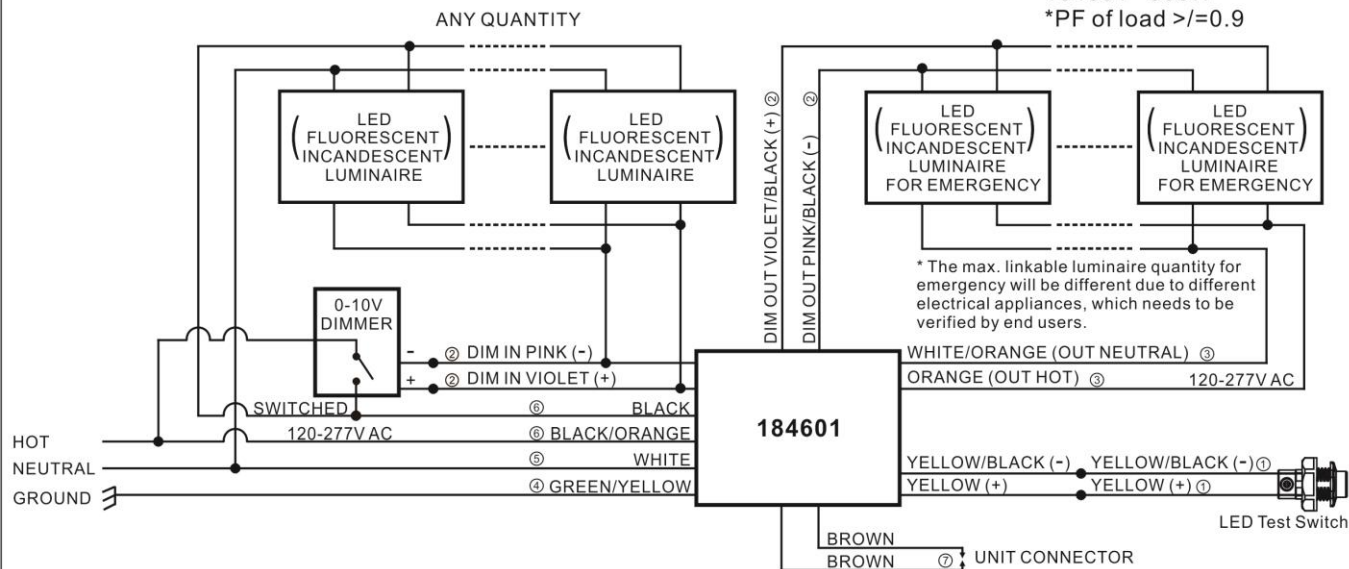 ANY QUANTITY
*PF of load >/=0.9
LED
FLUORESCENT
INCANDESCENT
LUMINAIRE
LED
FLUORESCENT
INCANDESCENT
LUMINAIRE
DIM OUT VIOLET/BLACK (+) ②
DIM OUT PINK/BLACK (-) ②
LED
FLUORESCENT
INCANDESCENT
LUMINAIRE
FOR EMERGENCY
LED
FLUORESCENT
INCANDESCENT
LUMINAIRE
FOR EMERGENCY
* The max. linkable luminaire quantity for
emergency will be different due to different
electrical appliances, which needs to be
verified by end users.
0-10V
DIMMER
- ② DIM IN PINK (-)
+ ② DIM IN VIOLET (+)
SWITCHED ⑥ BLACK
HOT 120-277V AC ⑥ BLACK/ORANGE
NEUTRAL ⑤ WHITE
GROUND ④ GREEN/YELLOW
184601
WHITE/ORANGE (OUT NEUTRAL) ③
ORANGE (OUT HOT) ③ 120-277V AC
YELLOW/BLACK (-) YELLOW/BLACK (-) ①
YELLOW (+) YELLOW (+) ①
LED Test Switch
BROWN
BROWN ⑦ UNIT CONNECTOR